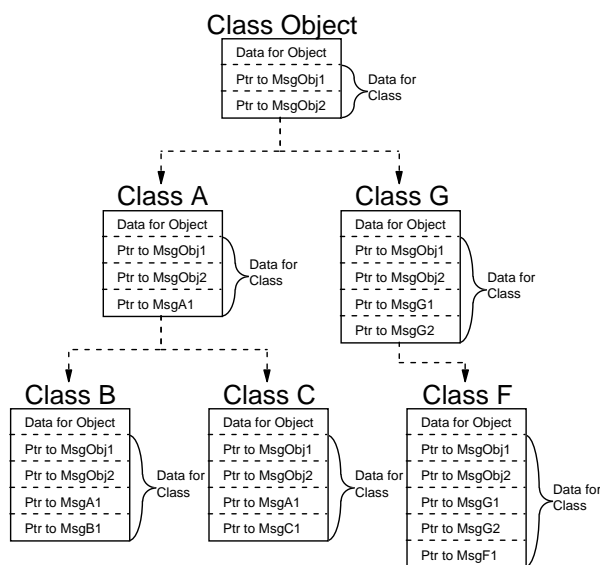 Class Object
Data for Object
Ptr to MsgObj1
Ptr to MsgObj2
Data for
Class
Class A
Data for Object
Ptr to MsgObj1
Ptr to MsgObj2
Ptr to MsgA1
Data for
Class
Class G
Data for Object
Ptr to MsgObj1
Ptr to MsgObj2
Ptr to MsgG1
Ptr to MsgG2
Data for
Class
Class B
Data for Object
Ptr to MsgObj1
Ptr to MsgObj2
Ptr to MsgA1
Ptr to MsgB1
Data for
Class
Class C
Data for Object
Ptr to MsgObj1
Ptr to MsgObj2
Ptr to MsgA1
Ptr to MsgC1
Data for
Class
Class F
Data for Object
Ptr to MsgObj1
Ptr to MsgObj2
Ptr to MsgG1
Ptr to MsgG2
Ptr to MsgF1
Data for
Class